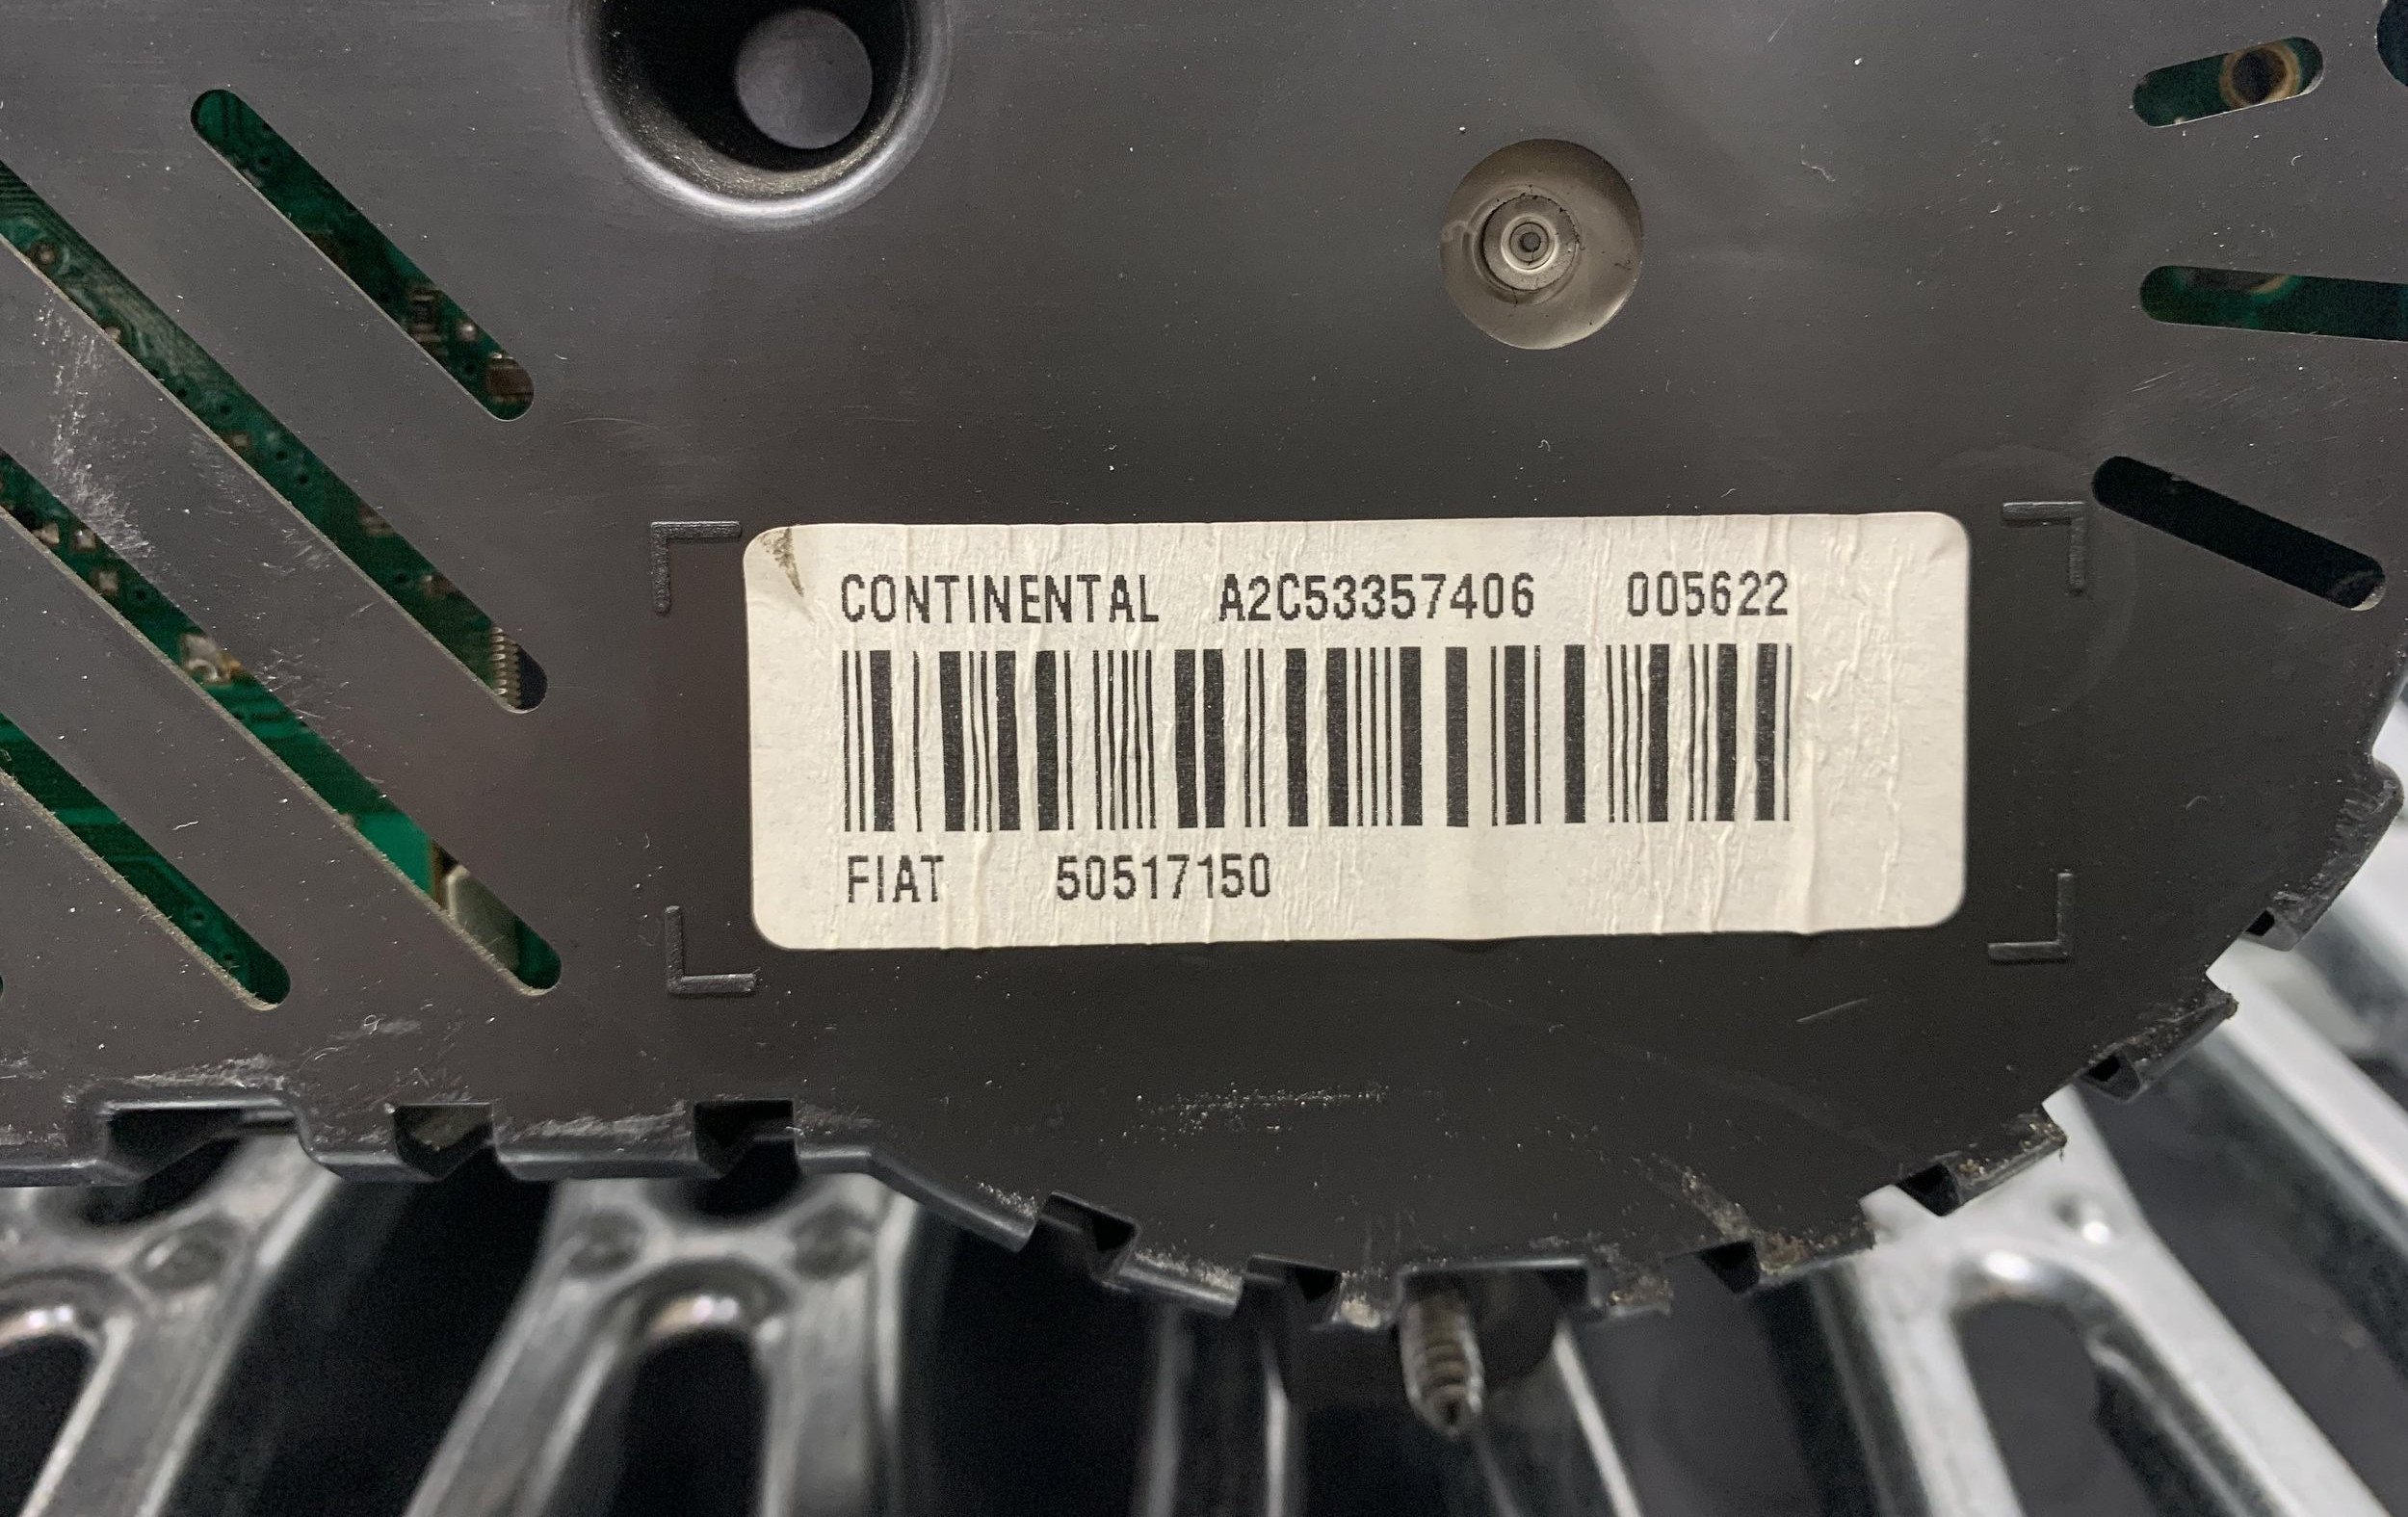 CONTINENTAL A2C53357406 005622
FIAT 50517150